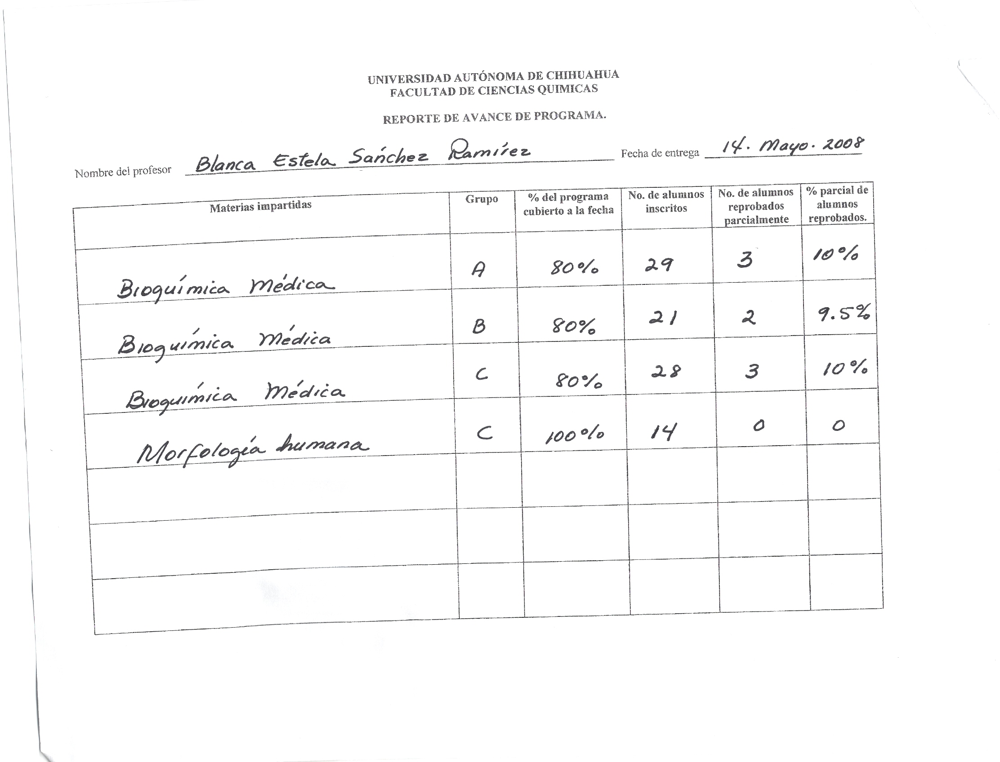 UNIVERSIDAD AUTÓNOMA DE CHIHUAHUA
FACULTAD DE CIENCIAS QUIMICAS
REPORTE DE AVANCE DE PROGRAMA.
Nombre del profesor Blanca Estela Sánchez Ramírez Fecha de entrega 14. Mayo. 2008
Materias impartidas Grupo % del programa cubierto a la fecha No. de alumnos inscritos No. de alumnos reprobados parcialmente % parcial de alumnos reprobados.
Bioquímica Médica A 80% 29 3 10%
Bioquímica Médica B 80% 21 2 9.5%
Bioquímica Médica C 80% 28 3 10%
Morfología humana C 100% 14 0 0